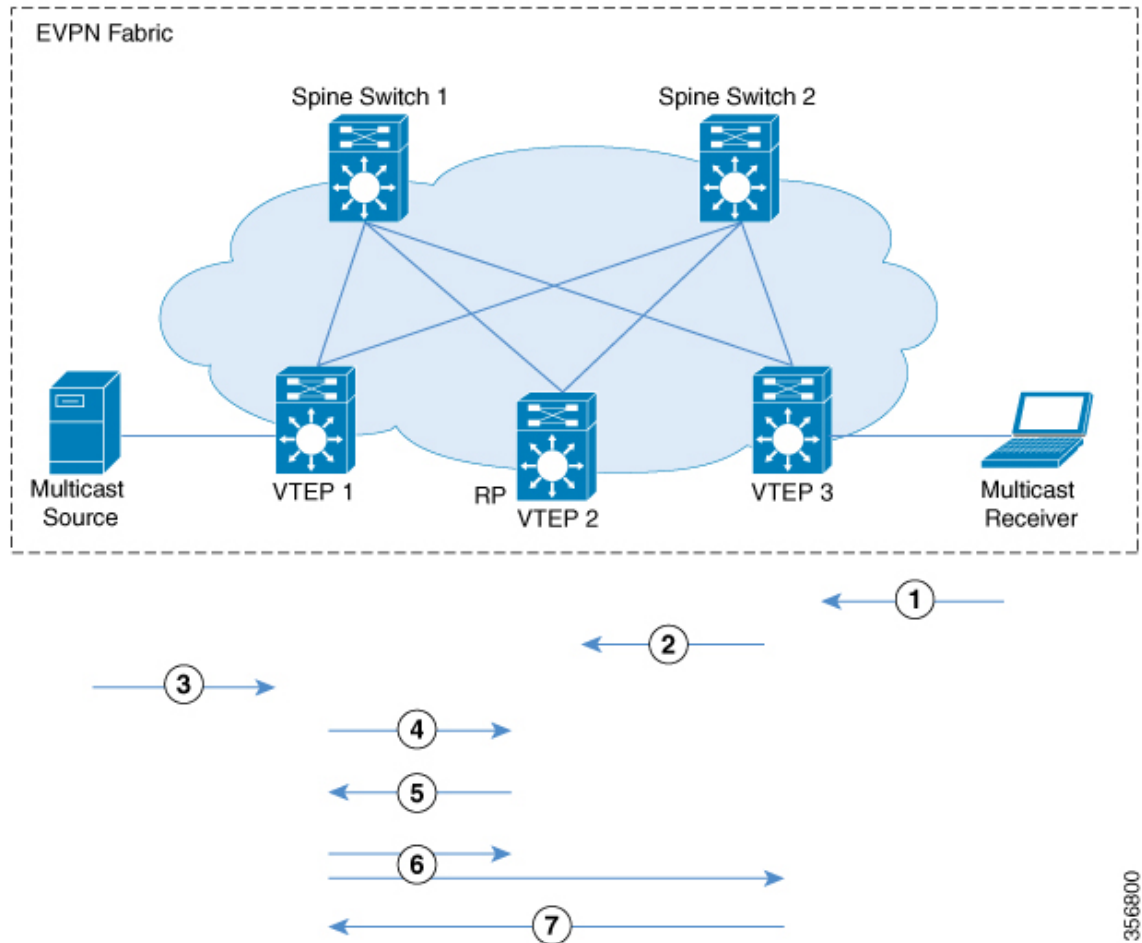 EVPN Fabric
Spine Switch 1
Spine Switch 2
Multicast
Source
VTEP 1
RP
VTEP 2
VTEP 3
Multicast
Receiver
1
2
3
4
5
6
7
356800